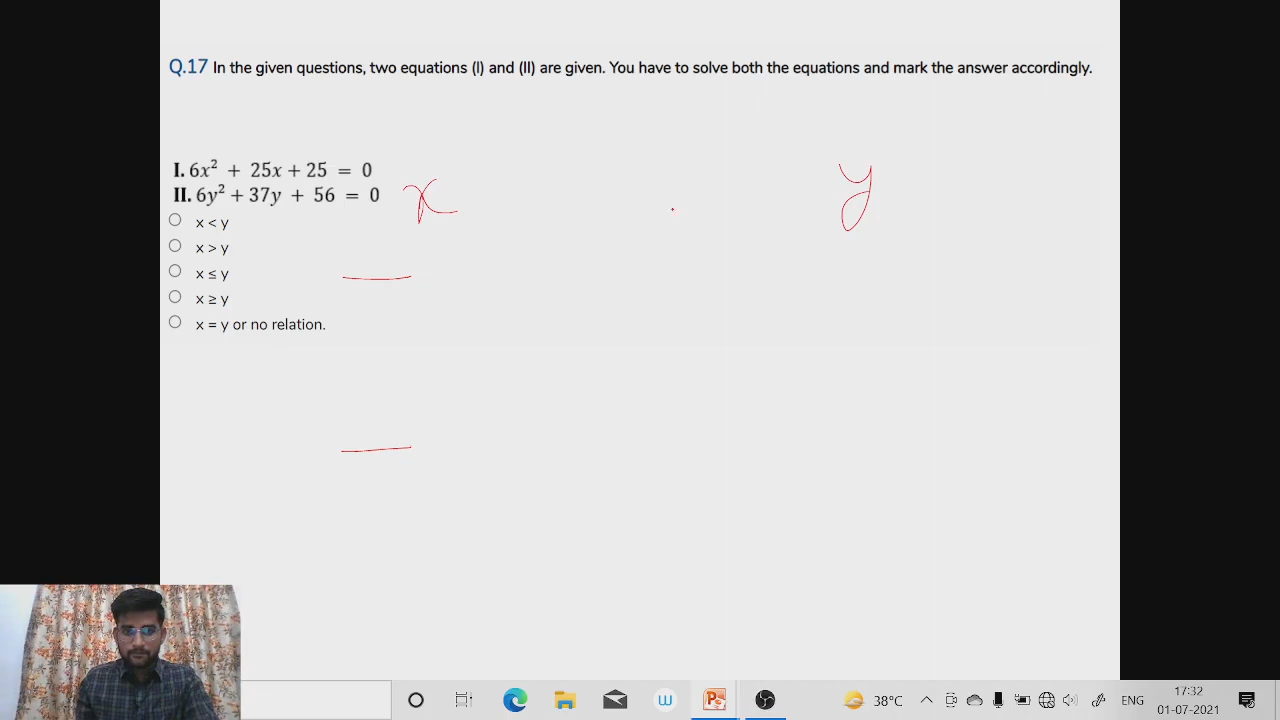 Q.17 In the given questions, two equations (I) and (II) are given. You have to solve both the equations and mark the answer accordingly.
I. 6x² + 25x + 25 = 0
II. 6y² + 37y + 56 = 0
x y
x < y
x > y
x ≤ y
x ≥ y
x = y or no relation.
38°C ENG 17:32
01-07-2021